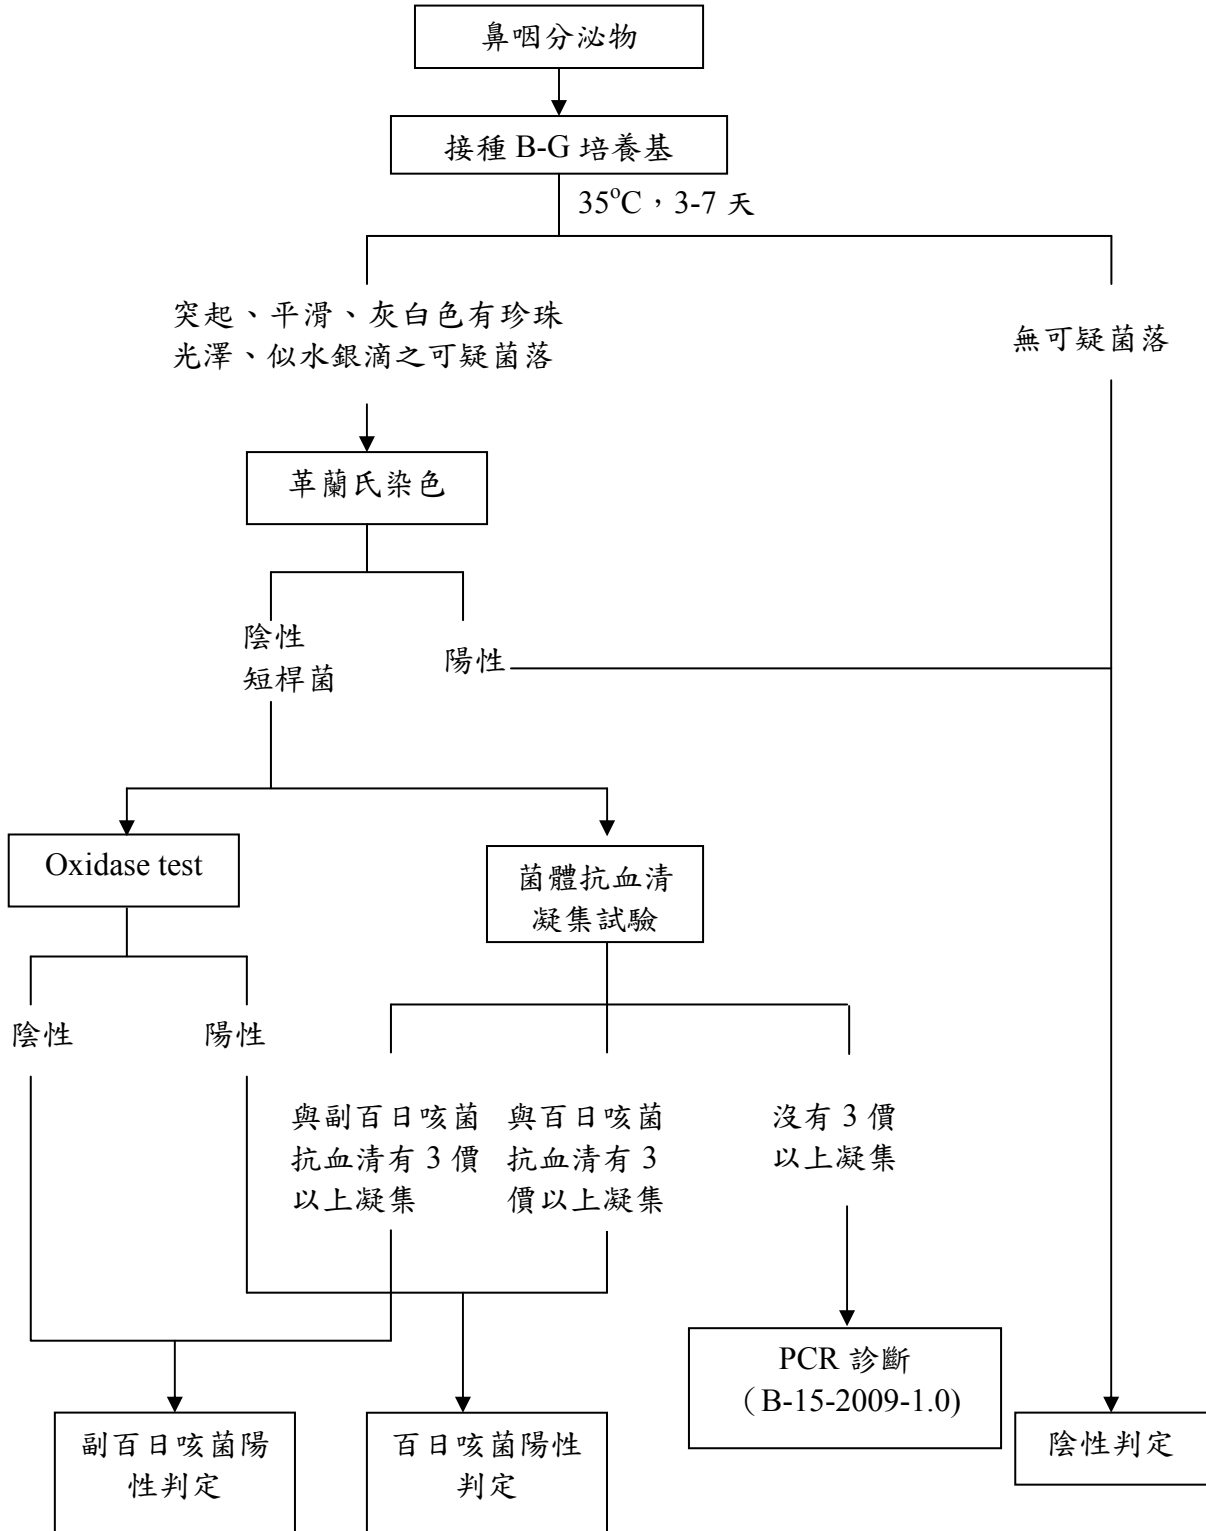 鼻咽分泌物
接種 B-G 培養基
35°C，3-7 天
突起、平滑、灰白色有珍珠
光澤、似水銀滴之可疑菌落
無可疑菌落
革蘭氏染色
陰性
短桿菌
陽性
Oxidase test
菌體抗血清
凝集試驗
陰性
陽性
與副百日咳菌
抗血清有 3 價
以上凝集
與百日咳菌
抗血清有 3
價以上凝集
沒有 3 價
以上凝集
PCR 診斷
（B-15-2009-1.0)
副百日咳菌陽
性判定
百日咳菌陽性
判定
陰性判定